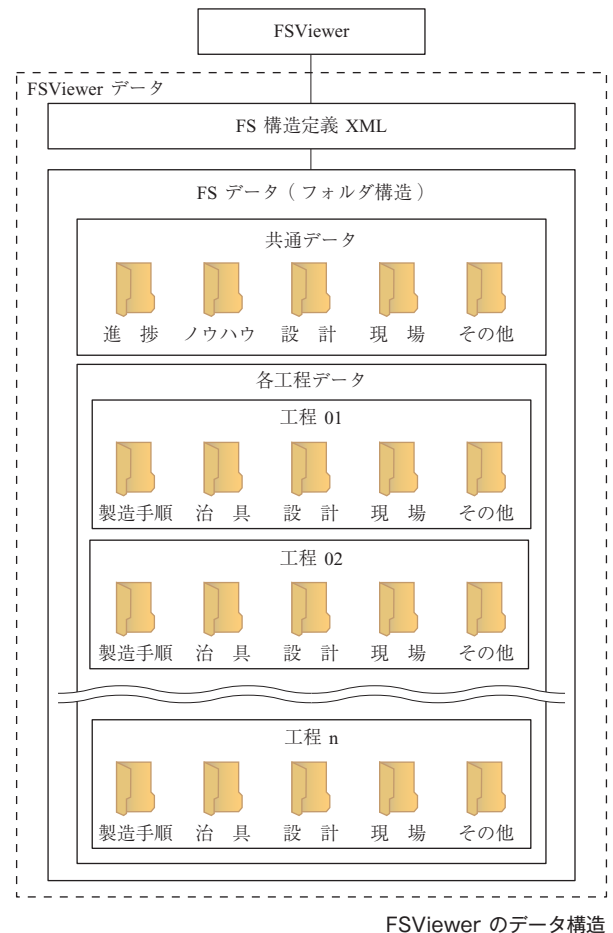 FSViewer
FSViewer データ
FS 構造定義 XML
FS データ（フォルダ構造）
共通データ
進 捗 ノウハウ 設 計 現 場 その他
各工程データ
工程 01
製造手順 治 具 設 計 現 場 その他
工程 02
製造手順 治 具 設 計 現 場 その他
工程 n
製造手順 治 具 設 計 現 場 その他
FSViewer のデータ構造